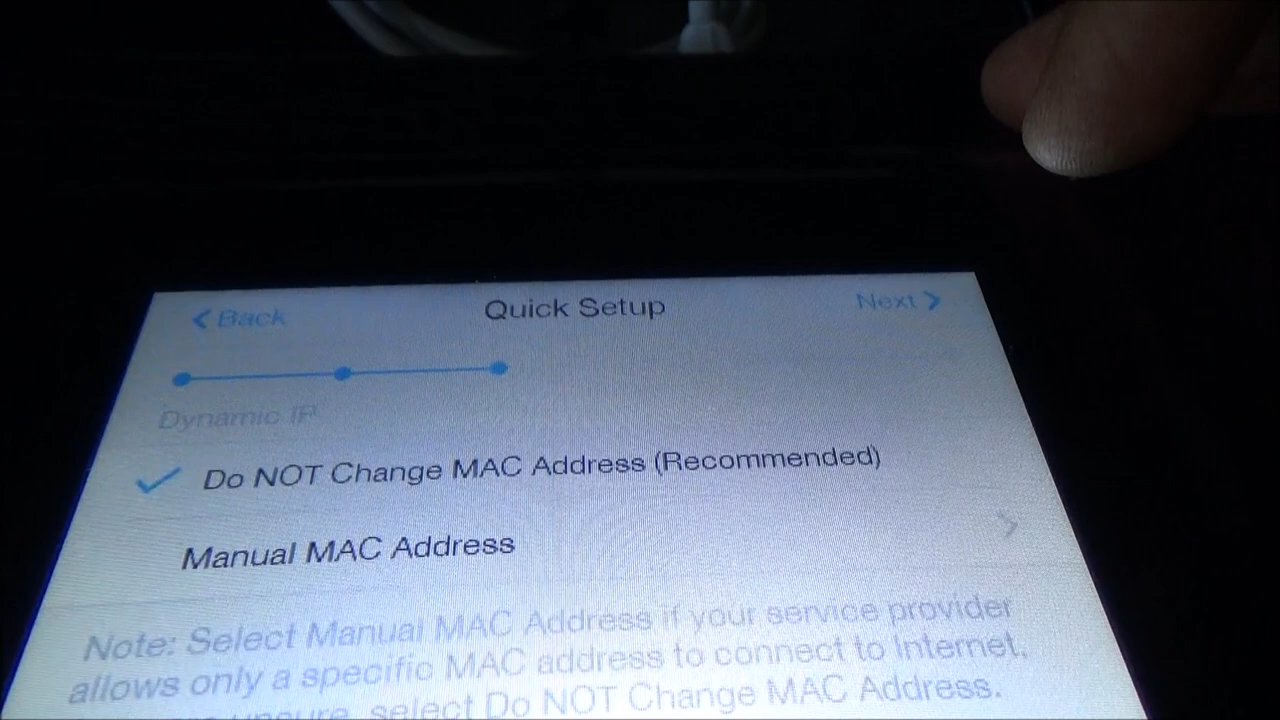 Back Quick Setup Next
Dynamic IP
Do NOT Change MAC Address (Recommended)
Manual MAC Address
Note: Select Manual MAC Address if your service provider
allows only a specific MAC address to connect to Internet,
unsure, select Do NOT Change MAC Address.